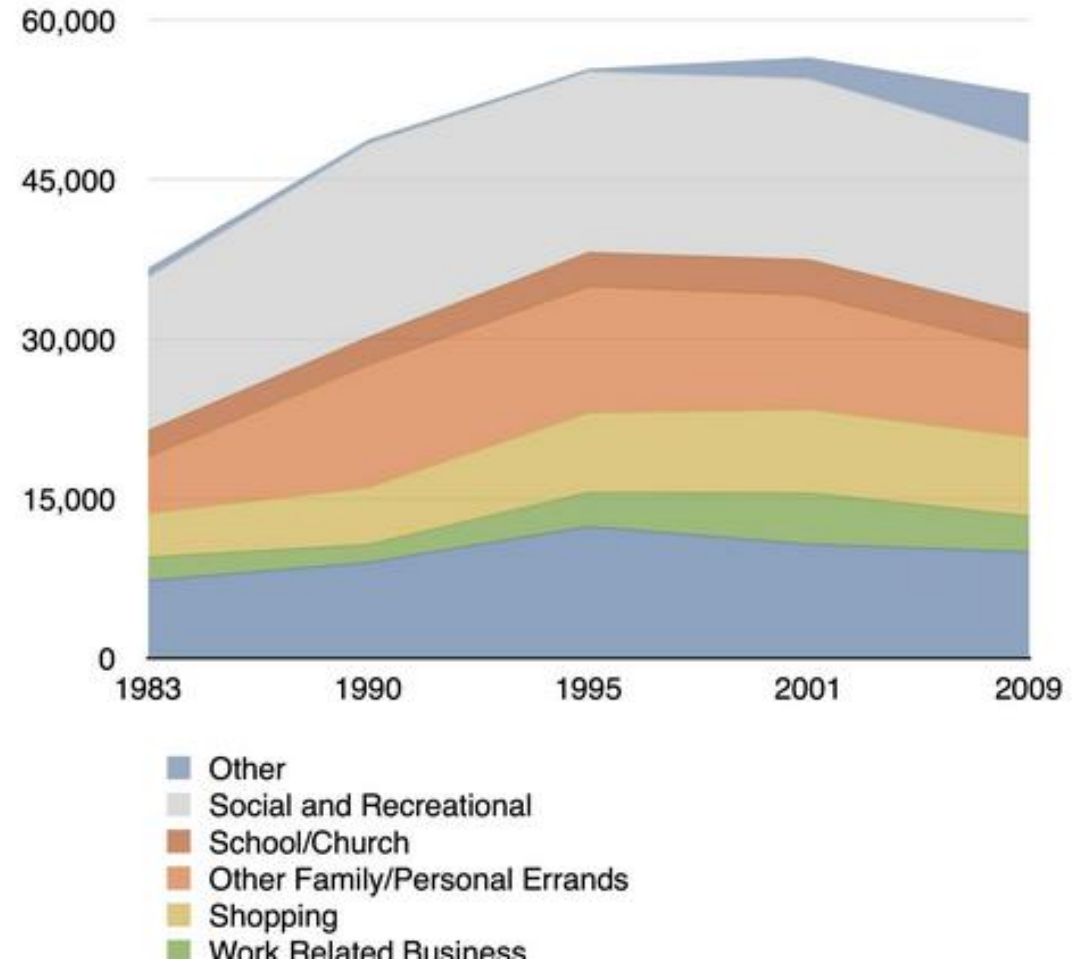 60,000
45,000
30,000
15,000
0
1983 1990 1995 2001 2009
Other
Social and Recreational
School/Church
Other Family/Personal Errands
Shopping
Work Related Business